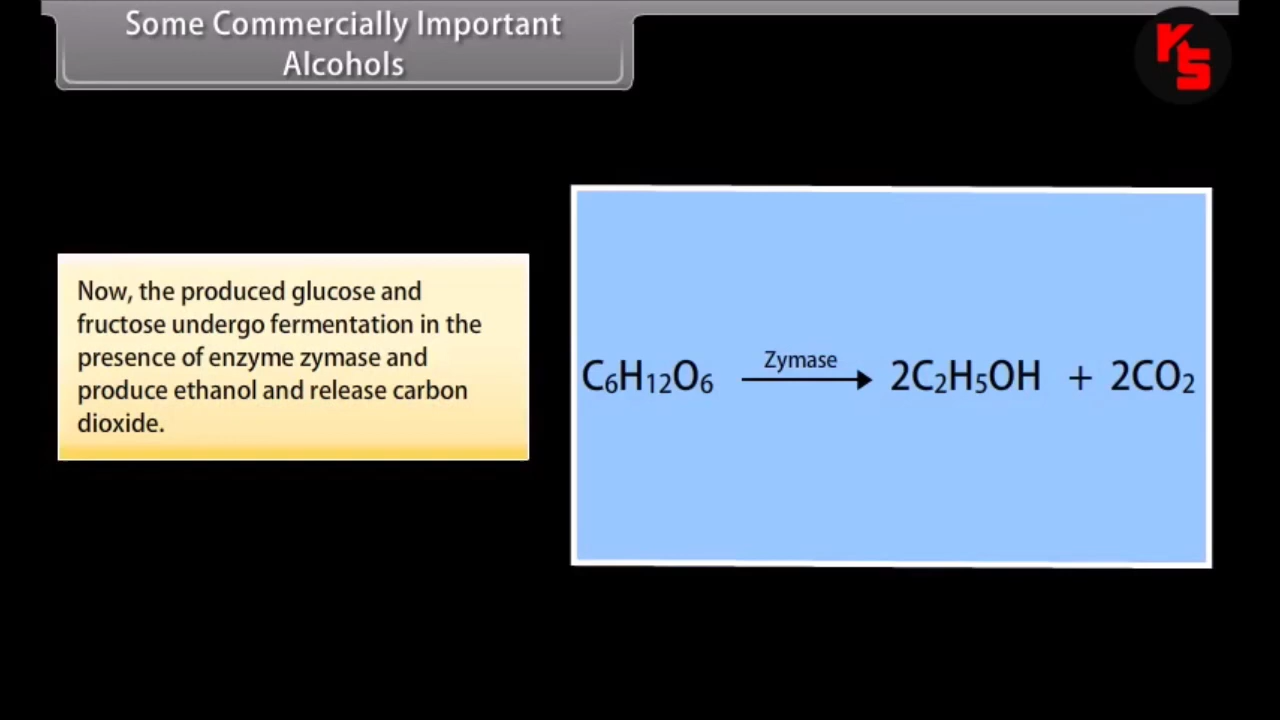 Some Commercially Important
Alcohols
KTS
Now, the produced glucose and
fructose undergo fermentation in the
presence of enzyme zymase and
produce ethanol and release carbon
dioxide.
Zymase
C₆H₁₂O₆ ⟶ 2C₂H₅OH + 2CO₂